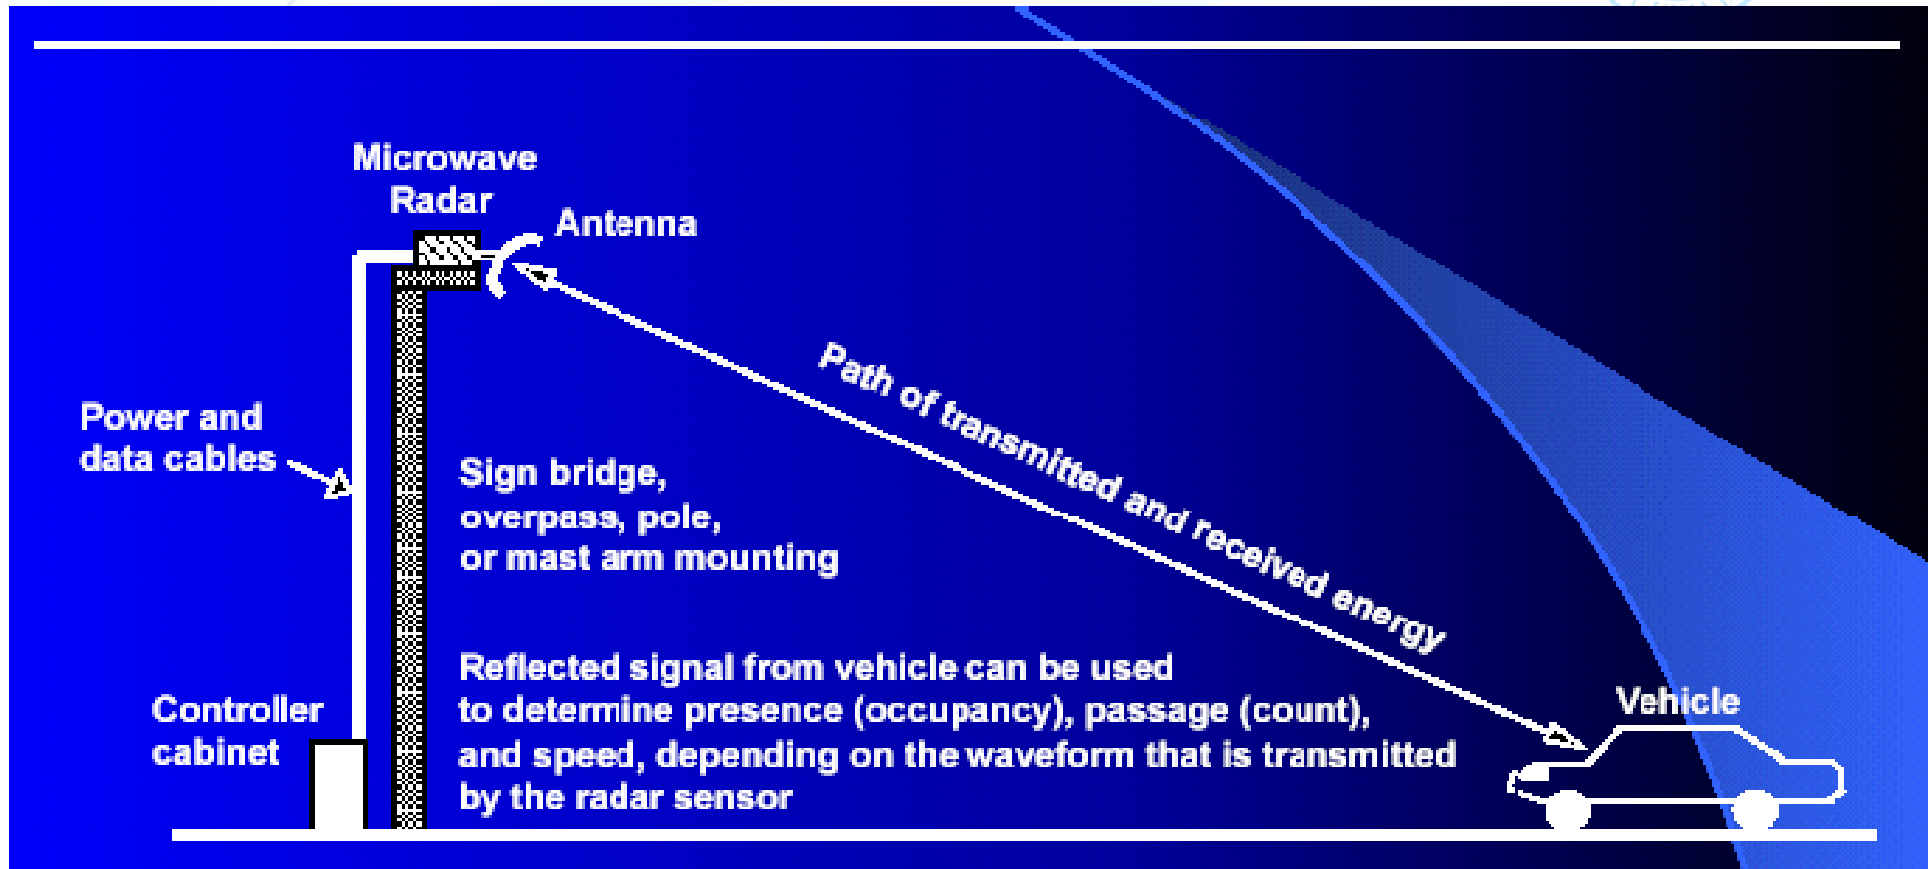 Microwave
Radar
Antenna
Path of transmitted and received energy
Power and
data cables
Sign bridge,
overpass, pole,
or mast arm mounting
Reflected signal from vehicle can be used
to determine presence (occupancy), passage (count),
and speed, depending on the waveform that is transmitted
by the radar sensor
Controller
cabinet
Vehicle